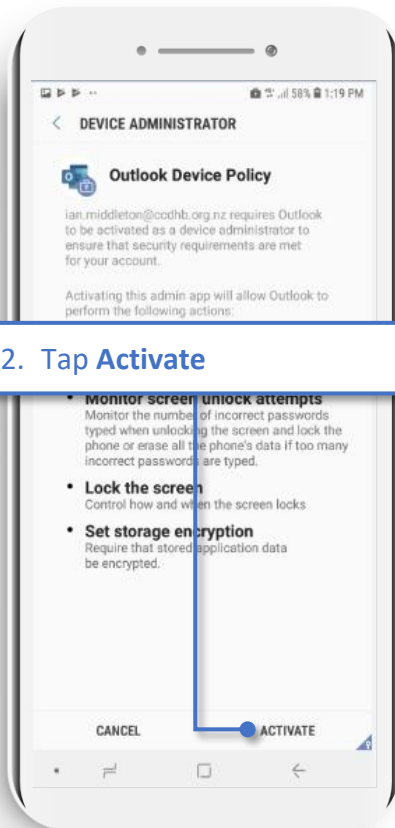 58% 1:19 PM
< DEVICE ADMINISTRATOR
Outlook Device Policy
ian.middleton@ccdhb.org.nz requires Outlook
to be activated as a device administrator to
ensure that security requirements are met
for your account.
Activating this admin app will allow Outlook to
perform the following actions:
2. Tap Activate
• Monitor screen unlock attempts
Monitor the number of incorrect passwords
typed when unlocking the screen and lock the
phone or erase all the phone's data if too many
incorrect passwords are typed.
• Lock the screen
Control how and when the screen locks
• Set storage encryption
Require that stored application data
be encrypted.
CANCEL ACTIVATE